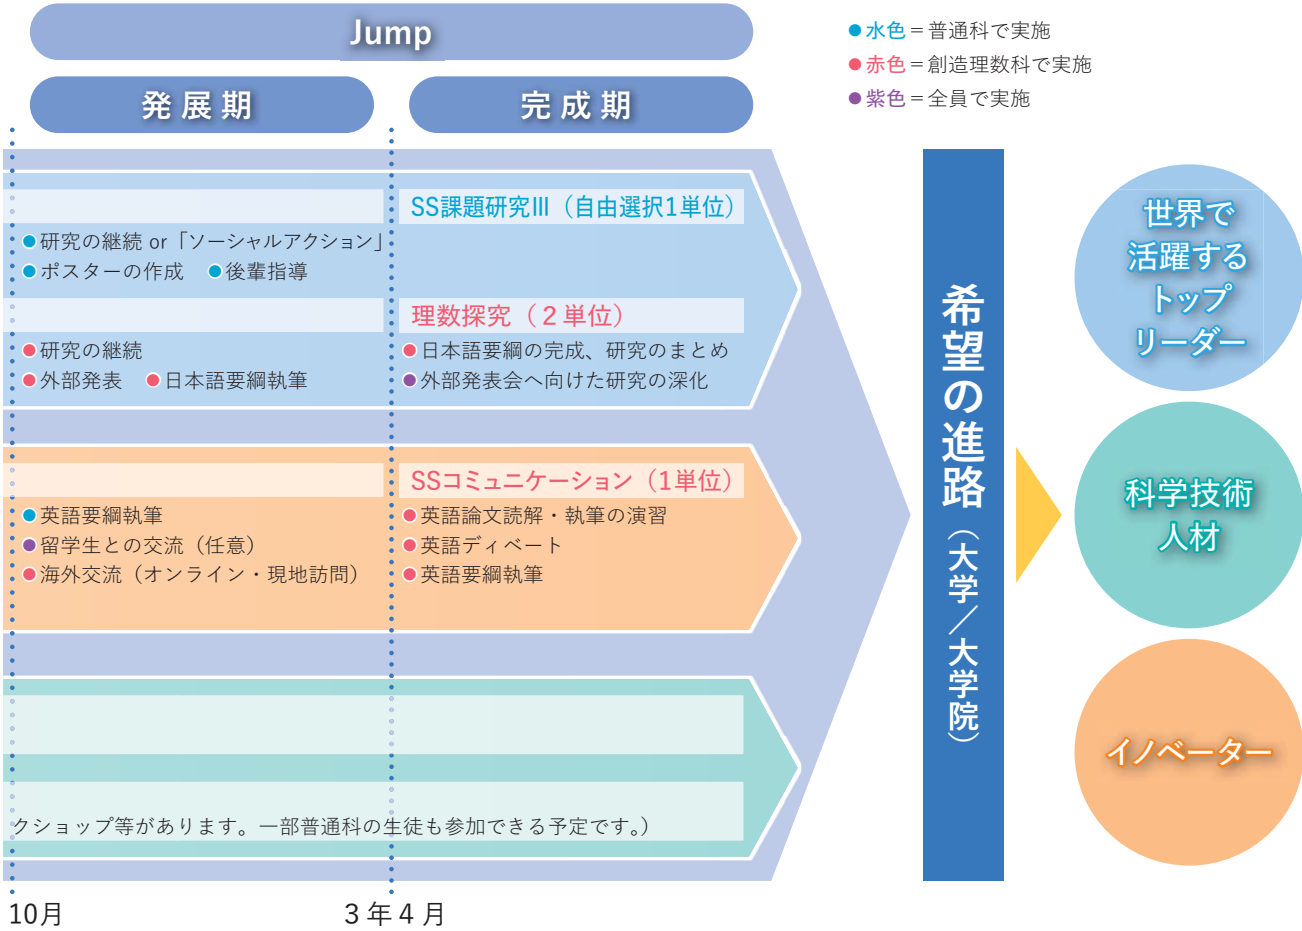 Jump
発展期
完成期
●水色＝普通科で実施
●赤色＝創造理数科で実施
●紫色＝全員で実施
SS課題研究Ⅲ（自由選択1単位）
●研究の継続 or「ソーシャルアクション」
●ポスターの作成 ●後輩指導
理数探究（２単位）
●研究の継続
●外部発表 ●日本語要綱執筆
●日本語要綱の完成、研究のまとめ
●外部発表会へ向けた研究の深化
SSコミュニケーション（1単位）
●英語要綱執筆
●留学生との交流（任意）
●海外交流（オンライン・現地訪問）
●英語論文読解・執筆の演習
●英語ディベート
●英語要綱執筆
クショップ等があります。一部普通科の生徒も参加できる予定です。）
10月
３年４月
希望の進路（大学／大学院）
世界で
活躍する
トップ
リーダー
科学技術
人材
イノベーター